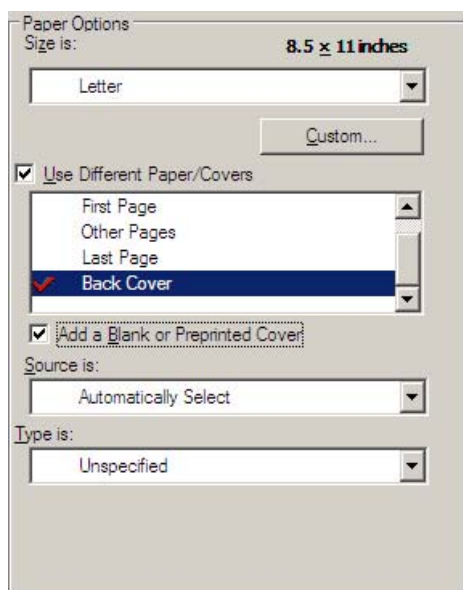 Paper Options
Size is: 8.5 x 11 inches
Letter
Custom...
Use Different Paper/Covers
First Page
Other Pages
Last Page
Back Cover
Add a Blank or Preprinted Cover
Source is:
Automatically Select
Type is:
Unspecified